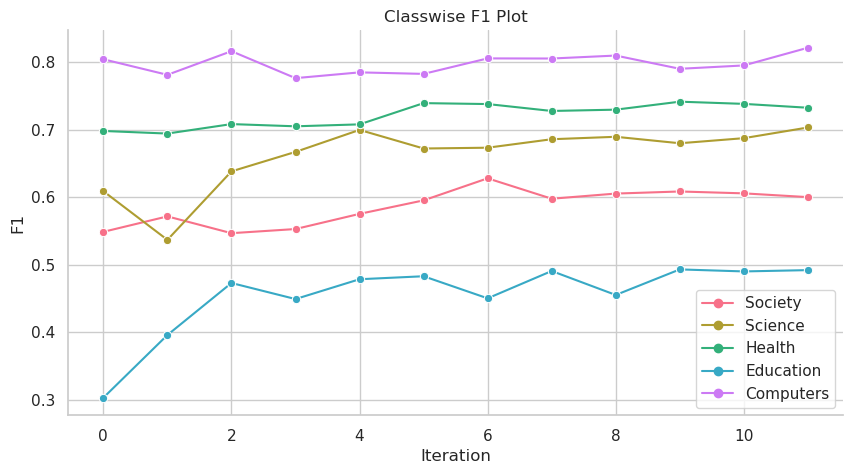 Classwise F1 Plot
F1
0.8
0.7
0.6
0.5
0.4
0.3
0 2 4 6 8 10
Iteration
Society
Science
Health
Education
Computers